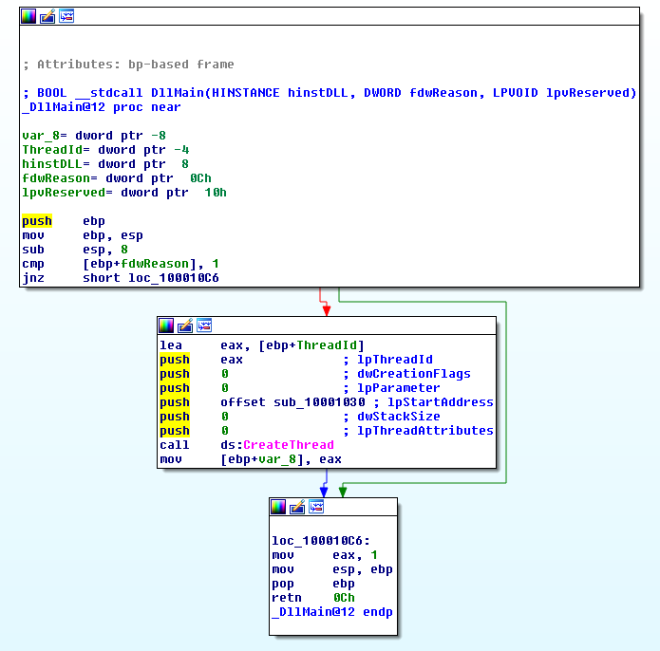 ; Attributes: bp-based frame
; BOOL __stdcall DllMain(HINSTANCE hinstDLL, DWORD fdwReason, LPVOID lpvReserved)
_DllMain@12 proc near
var_8= dword ptr -8
ThreadId= dword ptr -4
hinstDLL= dword ptr  8
fdwReason= dword ptr  0Ch
lpvReserved= dword ptr  10h
push    ebp
mov     ebp, esp
sub     esp, 8
cmp     [ebp+fdwReason], 1
jnz     short loc_100010C6
lea     eax, [ebp+ThreadId]
push    eax             ; lpThreadId
push    0               ; dwCreationFlags
push    0               ; lpParameter
push    offset sub_10001030 ; lpStartAddress
push    0               ; dwStackSize
push    0               ; lpThreadAttributes
call    ds:CreateThread
mov     [ebp+var_8], eax
loc_100010C6:
mov     eax, 1
mov     esp, ebp
pop     ebp
retn    0Ch
_DllMain@12 endp